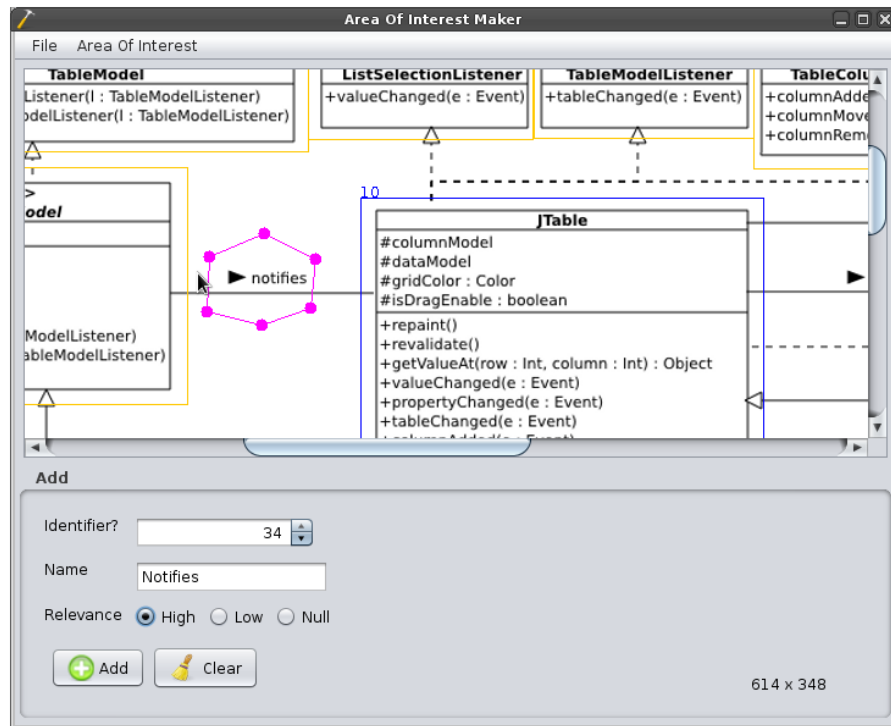 Area Of Interest Maker
File Area Of Interest
TableModel
Listener(l : TableModelListener)
odelListener(l : TableModelListener)
ListSelectionListener
+valueChanged(e : Event)
TableModelListener
+tableChanged(e : Event)
TableColu
+columnAdde
+columnMove
+columnRemo
>
odel
ModelListener)
ableModelListener)
notifies
10
JTable
#columnModel
#dataModel
#gridColor : Color
#isDragEnable : boolean
+repaint()
+revalidate()
+getValueAt(row : Int, column : Int) : Object
+valueChanged(e : Event)
+propertyChanged(e : Event)
+tableChanged(e : Event)
+columnAdded(e : Event)
Add
Identifier? 34
Name Notifies
Relevance High Low Null
Add Clear
614 x 348